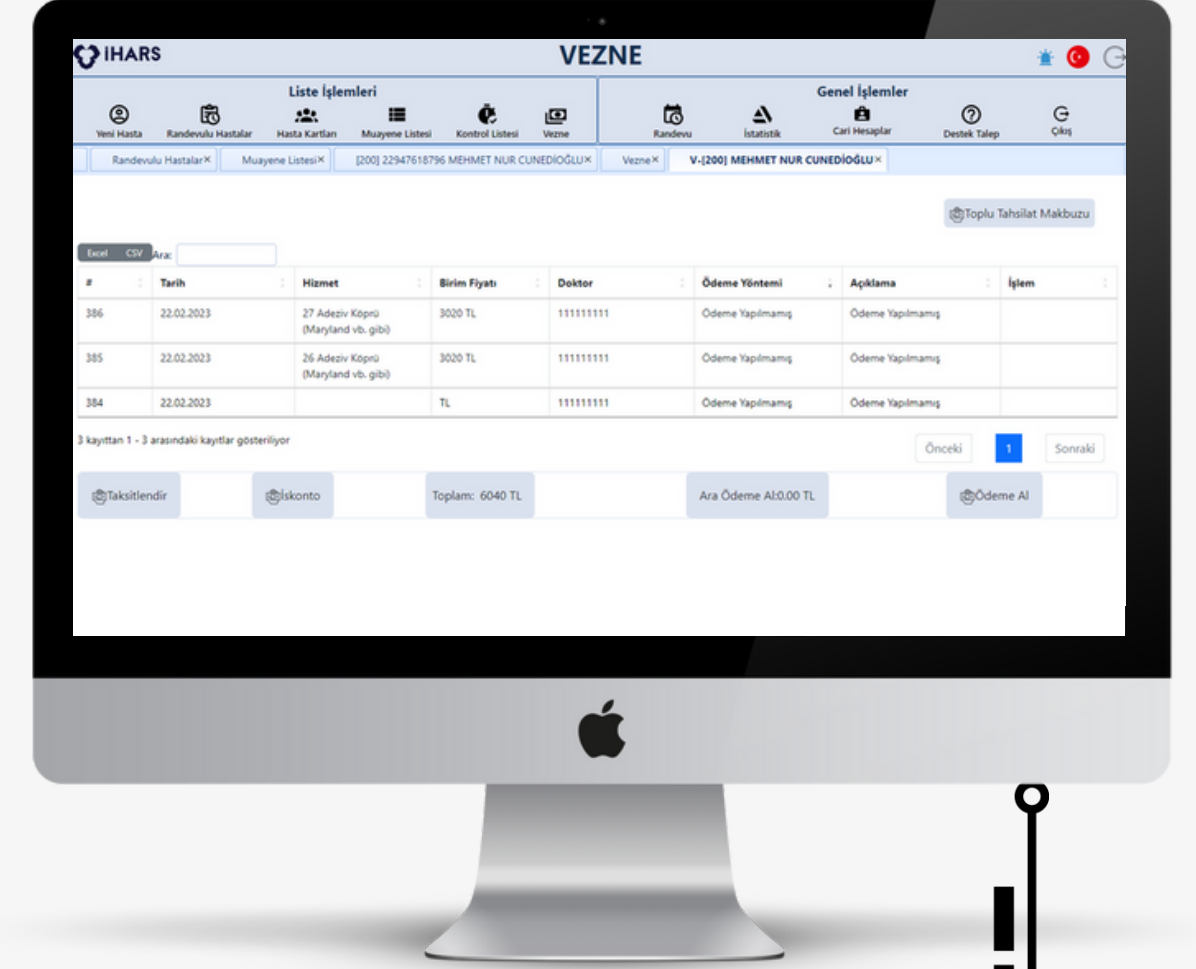 iHARS
VEZNE
Liste İşlemleri
Genel İşlemler
Yeni Hasta Randevulu Hastalar Hasta Kartları Muayene Listesi Kontrol Listesi Vezne Randevu İstatistik Cari Hesaplar Destek Talep Çıkış
Randevulu Hastalar× Muayene Listesi× [200] 22947618796 MEHMET NUR CUNEDİOĞLU× Vezne× V-[200] MEHMET NUR CUNEDİOĞLU×
Toplu Tahsilat Makbuzu
Excel CSV Ara:
# Tarih Hizmet Birim Fiyatı Doktor Ödeme Yöntemi Açıklama İşlem
386 22.02.2023 27 Adeziv Köprü 3020 TL 111111111 Ödeme Yapılmamış Ödeme Yapılmamış
(Maryland vb. gibi)
385 22.02.2023 26 Adeziv Köprü 3020 TL 111111111 Ödeme Yapılmamış Ödeme Yapılmamış
(Maryland vb. gibi)
384 22.02.2023 TL 111111111 Ödeme Yapılmamış Ödeme Yapılmamış
3 kayıttan 1 - 3 arasındaki kayıtlar gösteriliyor
Önceki 1 Sonraki
Taksitlendir İskonto Toplam: 6040 TL Ara Ödeme Al:0.00 TL Ödeme Al